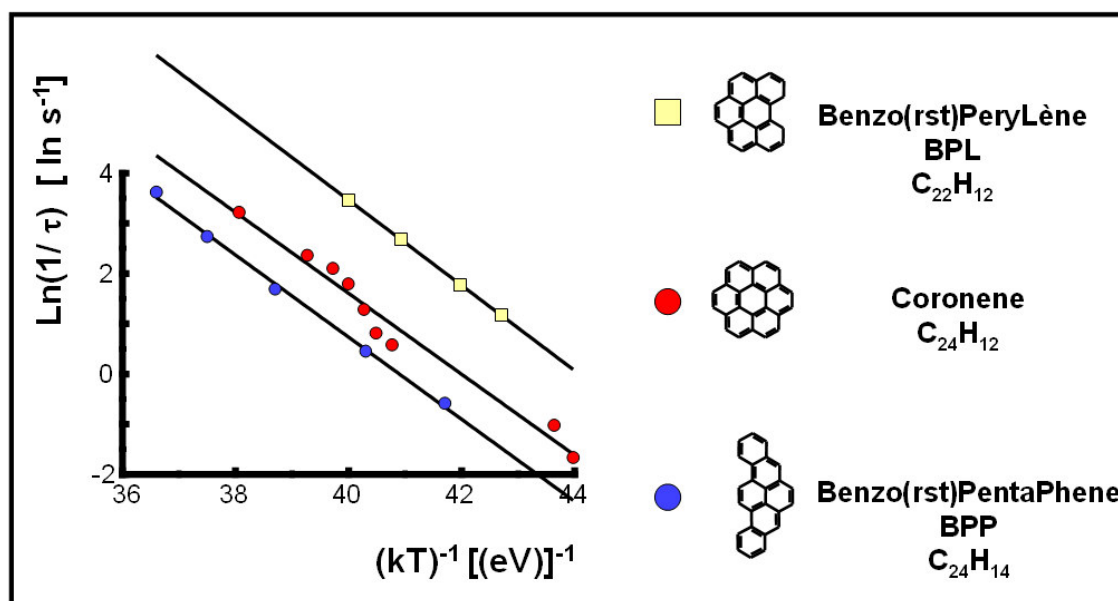 Ln(1/ τ) [ ln s⁻¹]
4
2
0
-2
36
38
40
42
44
(kT)⁻¹ [(eV)]⁻¹
Benzo(rst)PeryLène
BPL
C₂₂H₁₂
Coronene
C₂₄H₁₂
Benzo(rst)PentaPhene
BPP
C₂₄H₁₄